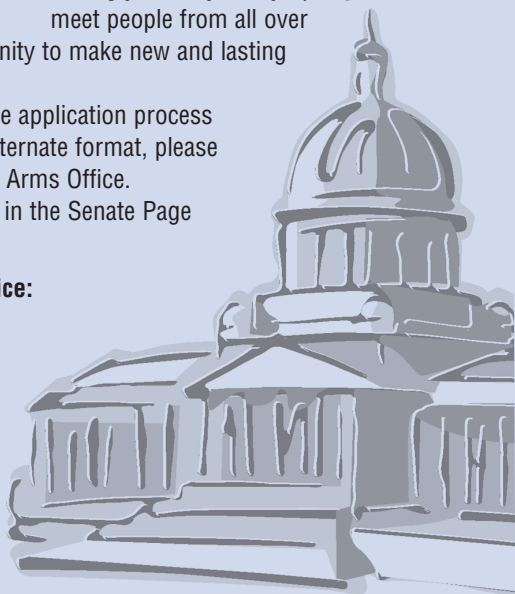 meet people from all over
nity to make new and lasting
e application process
ternate format, please
Arms Office.
in the Senate Page
ice: